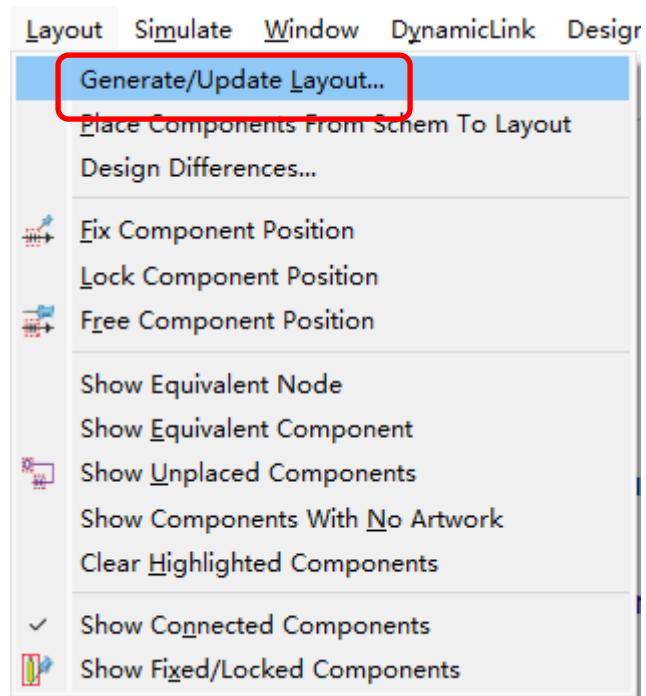 Layout Simulate Window DynamicLink Desigr
Generate/Update Layout...
Place Components From Schem To Layout
Design Differences...
Fix Component Position
Lock Component Position
Free Component Position
Show Equivalent Node
Show Equivalent Component
Show Unplaced Components
Show Components With No Artwork
Clear Highlighted Components
Show Connected Components
Show Fixed/Locked Components